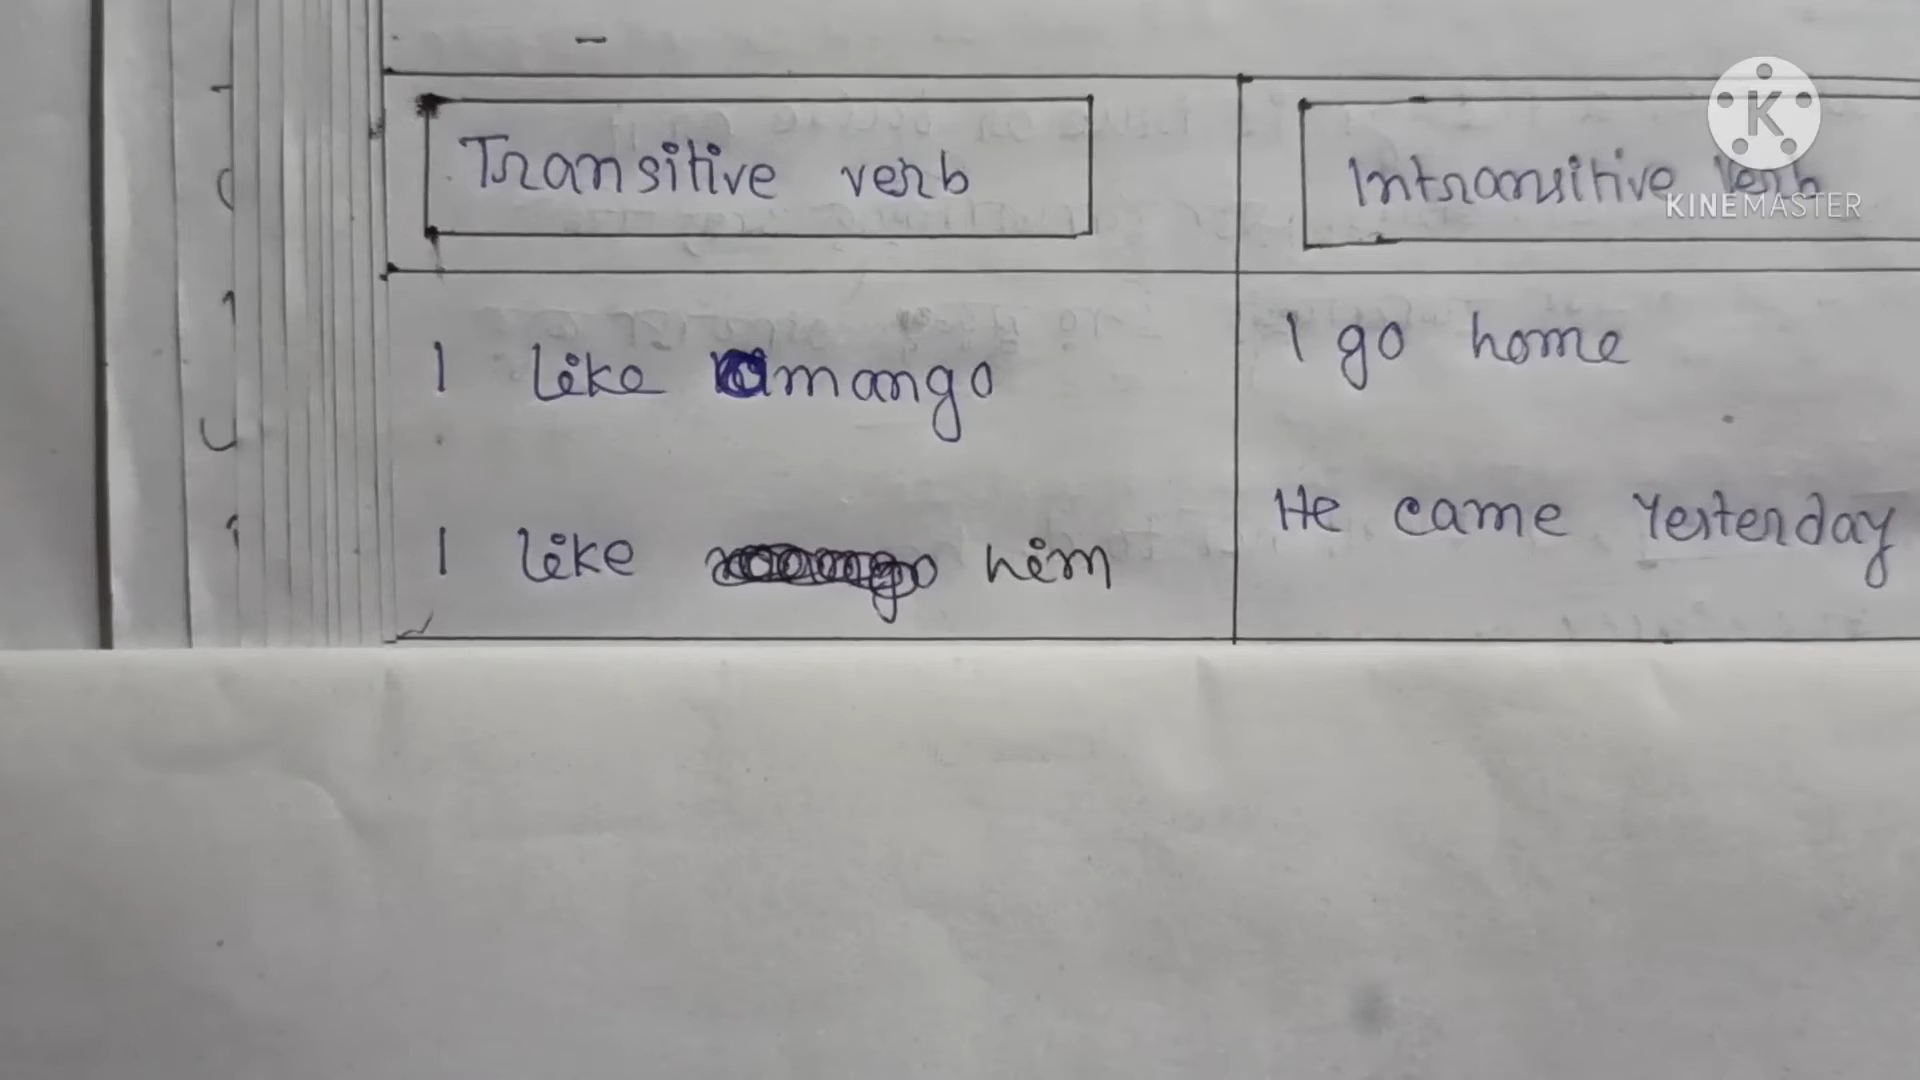 Transitive verb
Intransitive Verb
KINEMASTER
I like mango
I go home
I like him
He came Yesterday